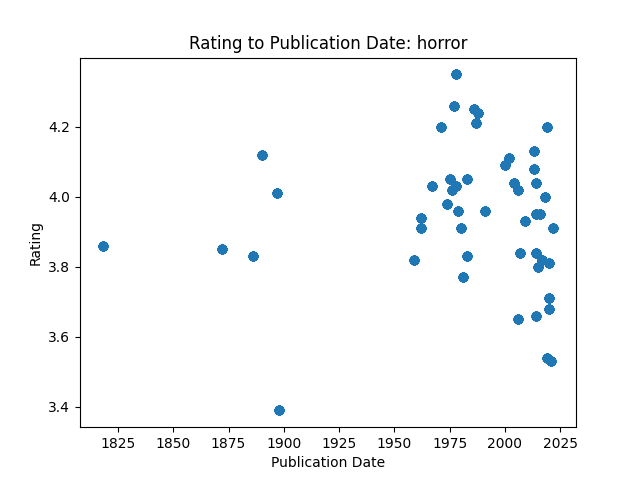 Rating to Publication Date: horror
Rating
4.2
4.0
3.8
3.6
3.4
1825 1850 1875 1900 1925 1950 1975 2000 2025
Publication Date